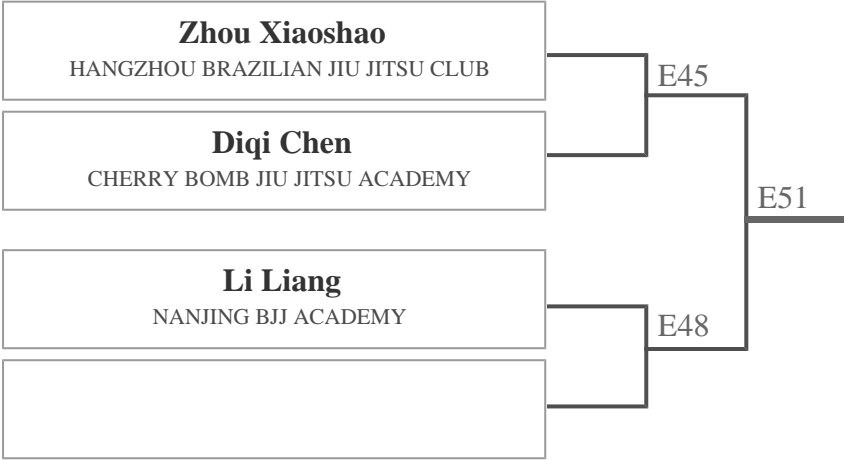 Zhou Xiaoshao
HANGZHOU BRAZILIAN JIU JITSU CLUB
E45
Diqi Chen
CHERRY BOMB JIU JITSU ACADEMY
E51
Li Liang
NANJING BJJ ACADEMY
E48